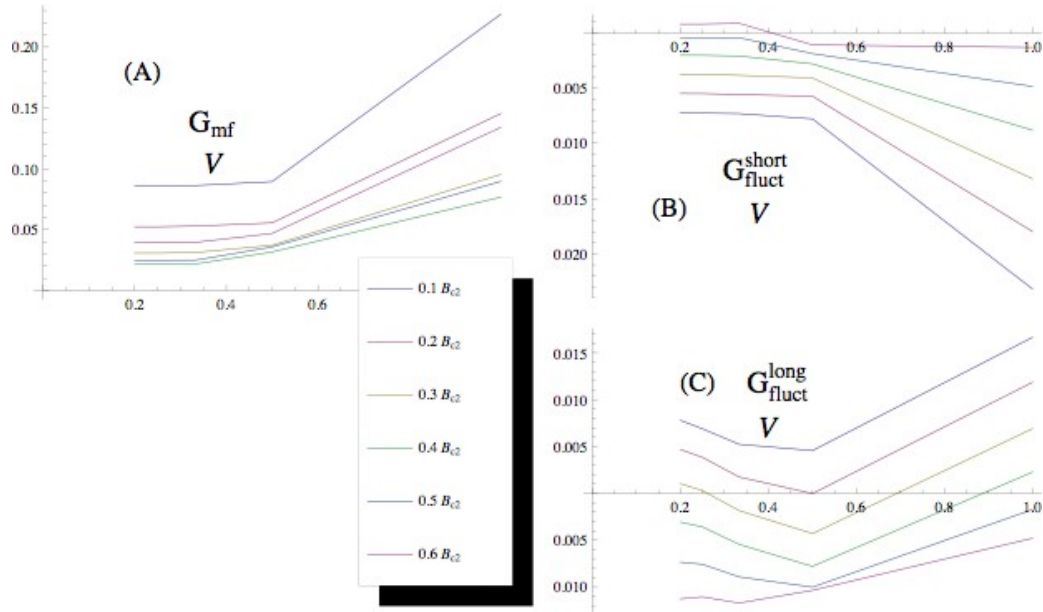 0.20
(A)
0.15
G_mf
V
0.10
0.05
0.2
0.4
0.6
0.1 B_c2
0.2 B_c2
0.3 B_c2
0.4 B_c2
0.5 B_c2
0.6 B_c2
0.2
0.4
0.6
0.8
1.0
0.005
0.010
G_fluct^short
0.015
(B)
V
0.020
0.015
(C)
G_fluct^long
0.010
V
0.005
0.2
0.4
0.6
0.8
1.0
0.005
0.010